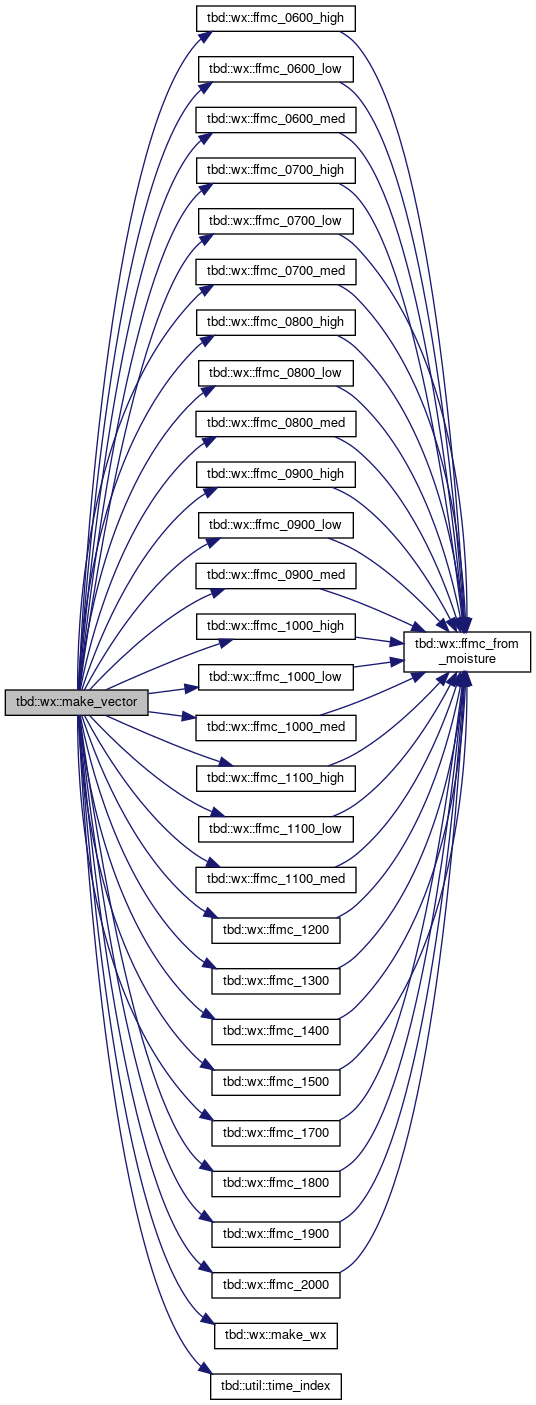 tbd::wx::ffmc_0600_high
tbd::wx::ffmc_0600_low
tbd::wx::ffmc_0600_med
tbd::wx::ffmc_0700_high
tbd::wx::ffmc_0700_low
tbd::wx::ffmc_0700_med
tbd::wx::ffmc_0800_high
tbd::wx::ffmc_0800_low
tbd::wx::ffmc_0800_med
tbd::wx::ffmc_0900_high
tbd::wx::ffmc_0900_low
tbd::wx::ffmc_0900_med
tbd::wx::ffmc_1000_high
tbd::wx::ffmc_from
_moisture
tbd::wx::ffmc_1000_low
tbd::wx::make_vector
tbd::wx::ffmc_1000_med
tbd::wx::ffmc_1100_high
tbd::wx::ffmc_1100_low
tbd::wx::ffmc_1100_med
tbd::wx::ffmc_1200
tbd::wx::ffmc_1300
tbd::wx::ffmc_1400
tbd::wx::ffmc_1500
tbd::wx::ffmc_1700
tbd::wx::ffmc_1800
tbd::wx::ffmc_1900
tbd::wx::ffmc_2000
tbd::wx::make_wx
tbd::util::time_index